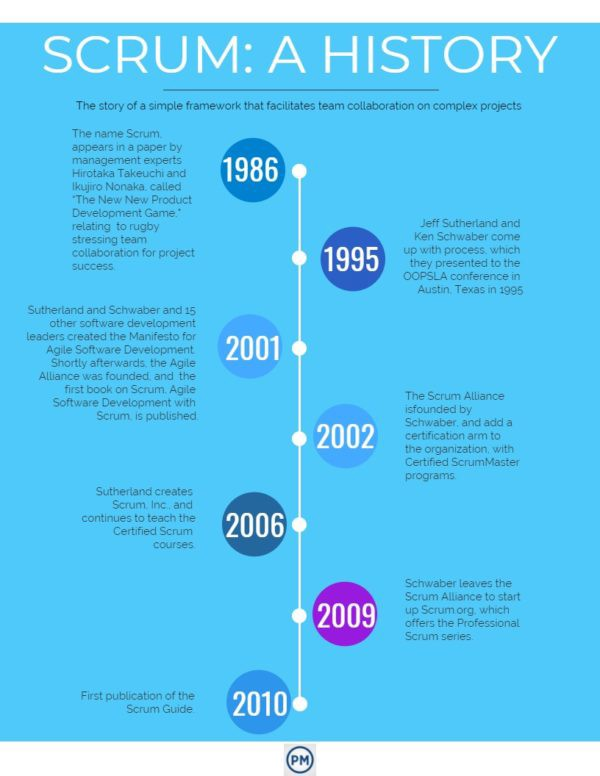 SCRUM: A HISTORY
The story of a simple framework that facilitates team collaboration on complex projects
The name Scrum,
appears in a paper by
management experts
Hirotaka Takeuchi and
Ikujiro Nonaka, called
"The New New Product
Development Game,"
relating to rugby
stressing team
collaboration for project
success.
1986
1995
Jeff Sutherland and
Ken Schwaber come
up with process, which
they presented to the
OOPSLA conference in
Austin, Texas in 1995
Sutherland and Schwaber and 15
other software development
leaders created the Manifesto for
Agile Software Development.
Shortly afterwards, the Agile
Alliance was founded, and the
first book on Scrum, Agile
Software Development with
Scrum, is published.
2001
2002
The Scrum Alliance
isfounded by
Schwaber, and add a
certification arm to
the organization, with
Certified ScrumMaster
programs.
Sutherland creates
Scrum, Inc., and
continues to teach the
Certified Scrum
courses.
2006
2009
Schwaber leaves the
Scrum Alliance to start
up Scrum.org, which
offers the Professional
Scrum series.
First publication of the
Scrum Guide.
2010
PM